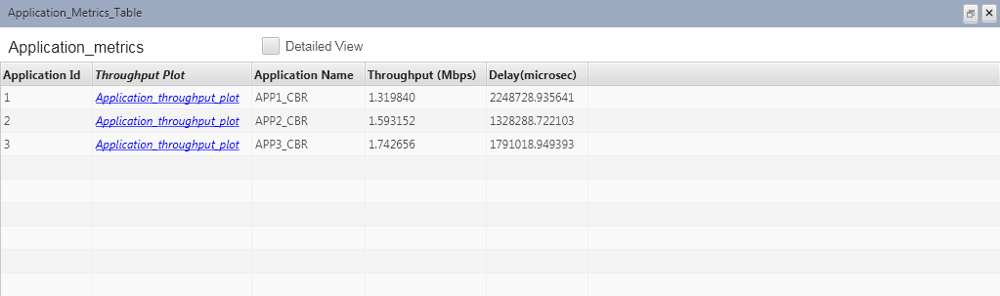 Application_Metrics_Table
Application_metrics Detailed View
Application Id Throughput Plot Application Name Throughput (Mbps) Delay(microsec)
1 Application_throughput_plot APP1_CBR 1.319840 2248728.935641
2 Application_throughput_plot APP2_CBR 1.593152 1328288.722103
3 Application_throughput_plot APP3_CBR 1.742656 1791018.949393